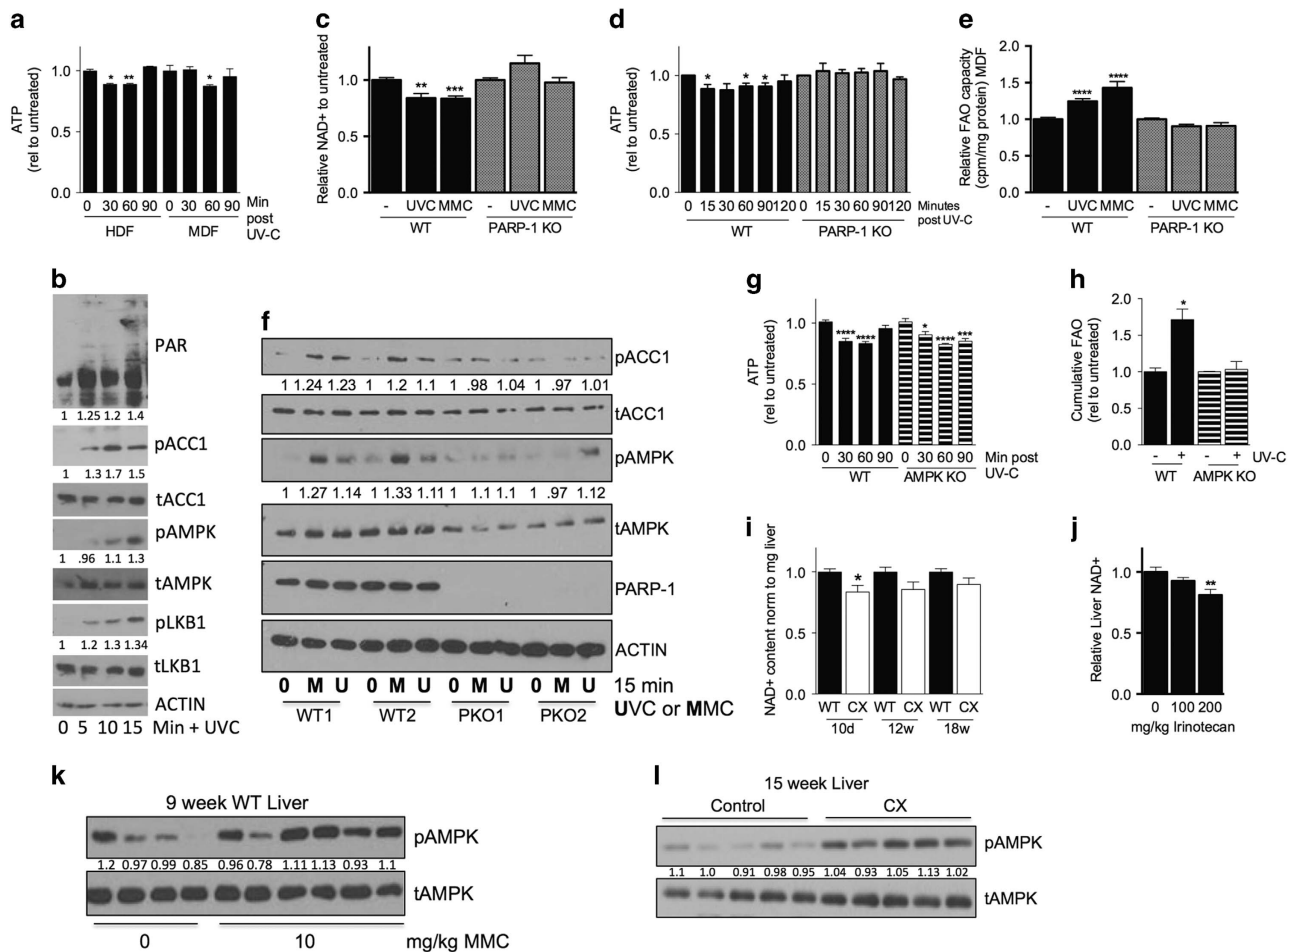 a
ATP
(rel to untreated)
1.0
0.5
0.0
* ** *
0 30 60 90 0 30 60 90 Min
post
UV-C
HDF MDF
c
Relative NAD+ to untreated
1.0
0.5
0.0
** ***
- UVC MMC - UVC MMC
WT PARP-1 KO
d
ATP
(rel to untreated)
1.0
0.5
0.0
* * *
0 15 30 60 90 120 0 15 30 60 90 120 Minutes
post UV-C
WT PARP-1 KO
e
Relative FAO capacity
(cpm/mg protein) MDF
2.0
1.5
1.0
0.5
0.0
**** ****
- UVC MMC - UVC MMC
WT PARP-1 KO
b
PAR
1 1.25 1.2 1.4
pACC1
1 1.3 1.7 1.5
tACC1
pAMPK
1 .96 1.1 1.3
tAMPK
pLKB1
1 1.2 1.3 1.34
tLKB1
ACTIN
0 5 10 15 Min + UVC
f
pACC1
1 1.24 1.23 1 1.2 1.1 1 .98 1.04 1 .97 1.01
tACC1
pAMPK
1 1.27 1.14 1 1.33 1.11 1 1.1 1.1 1 .97 1.12
tAMPK
PARP-1
ACTIN
0 M U 0 M U 0 M U 0 M U 15 min
WT1 WT2 PKO1 PKO2 UVC or MMC
g
ATP
(rel to untreated)
1.0
0.5
0.0
**** **** * **** ***
0 30 60 90 0 30 60 90 Min post
UV-C
WT AMPK KO
h
Cumulative FAO
(rel to untreated)
2.0
1.5
1.0
0.5
0.0
*
- + - + UV-C
WT AMPK KO
i
NAD+ content norm to mg liver
1.0
0.5
0.0
*
WT CX WT CX WT CX
10d 12w 18w
j
Relative Liver NAD+
1.0
0.5
0.0
**
0 100 200
mg/kg Irinotecan
k
9 week WT Liver
pAMPK
1.2 0.97 0.99 0.85 0.96 0.78 1.11 1.13 0.93 1.1
tAMPK
0 10 mg/kg MMC
l
15 week Liver
Control CX
pAMPK
1.1 1.0 0.91 0.98 0.95 1.04 0.93 1.05 1.13 1.02
tAMPK